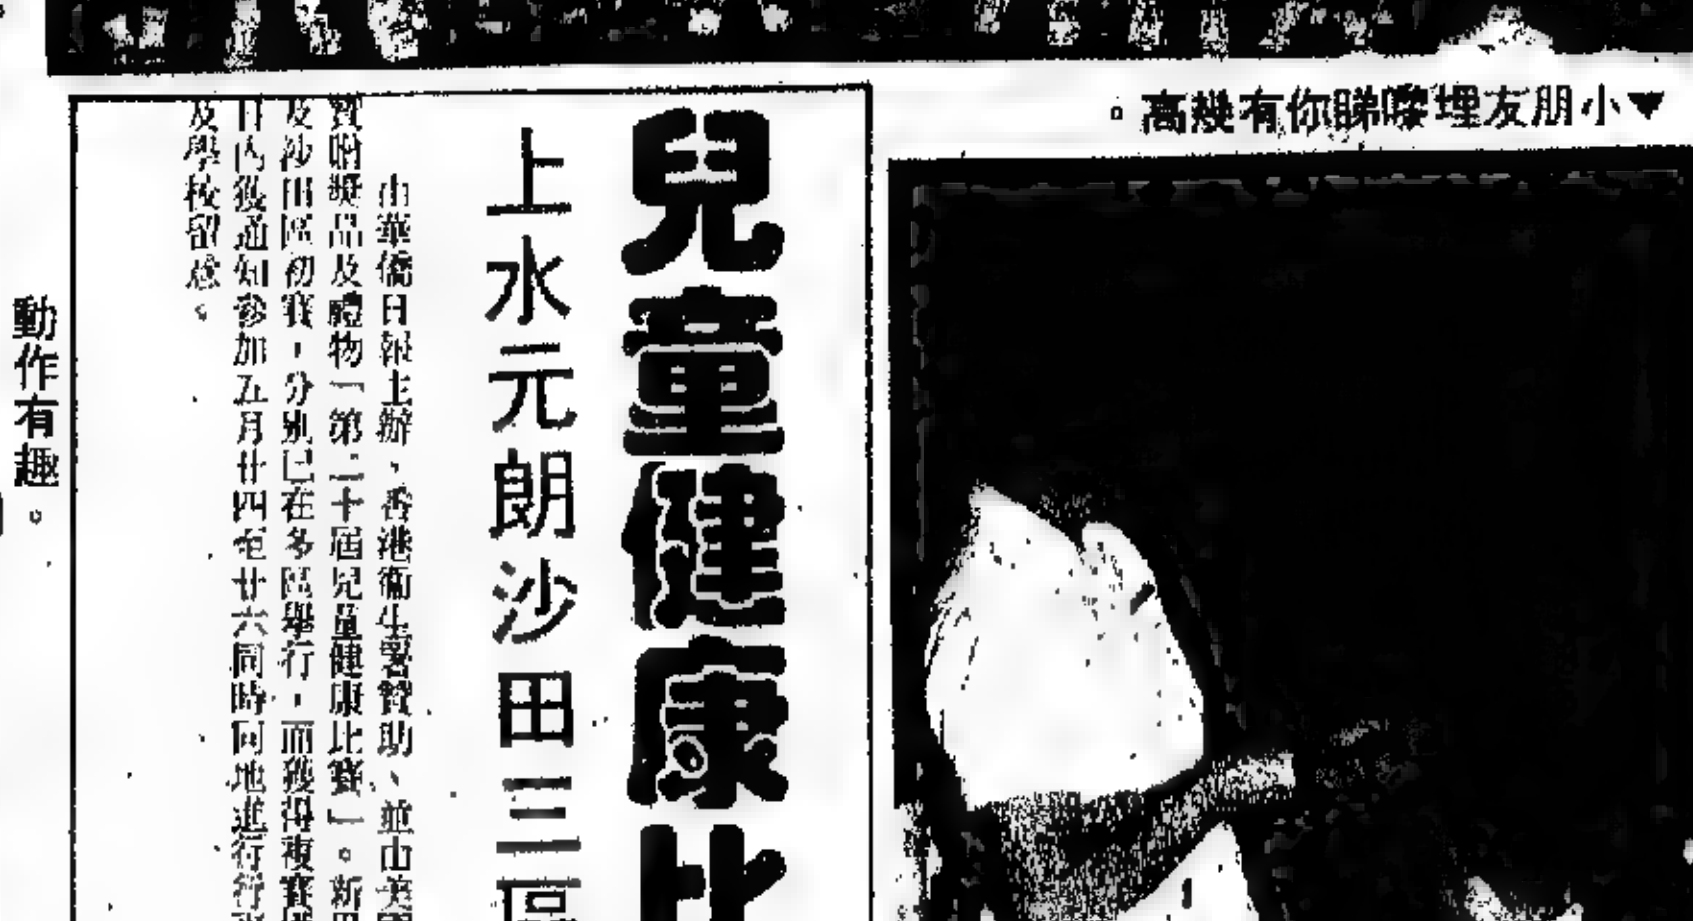 小朋友埋嚟睇你有幾高。
兒童健康比
上水元朗沙田三區
由華僑日報主辦、香港衞生署贊助、並由美國
贊贈獎品及禮物「第二十屆兒童健康比賽」。新界
及沙田區初賽,分別已在多區舉行,而獲得複賽
日內獲通知參加五月廿四至廿六同時同地進行
及學校留意。
動作有趣。